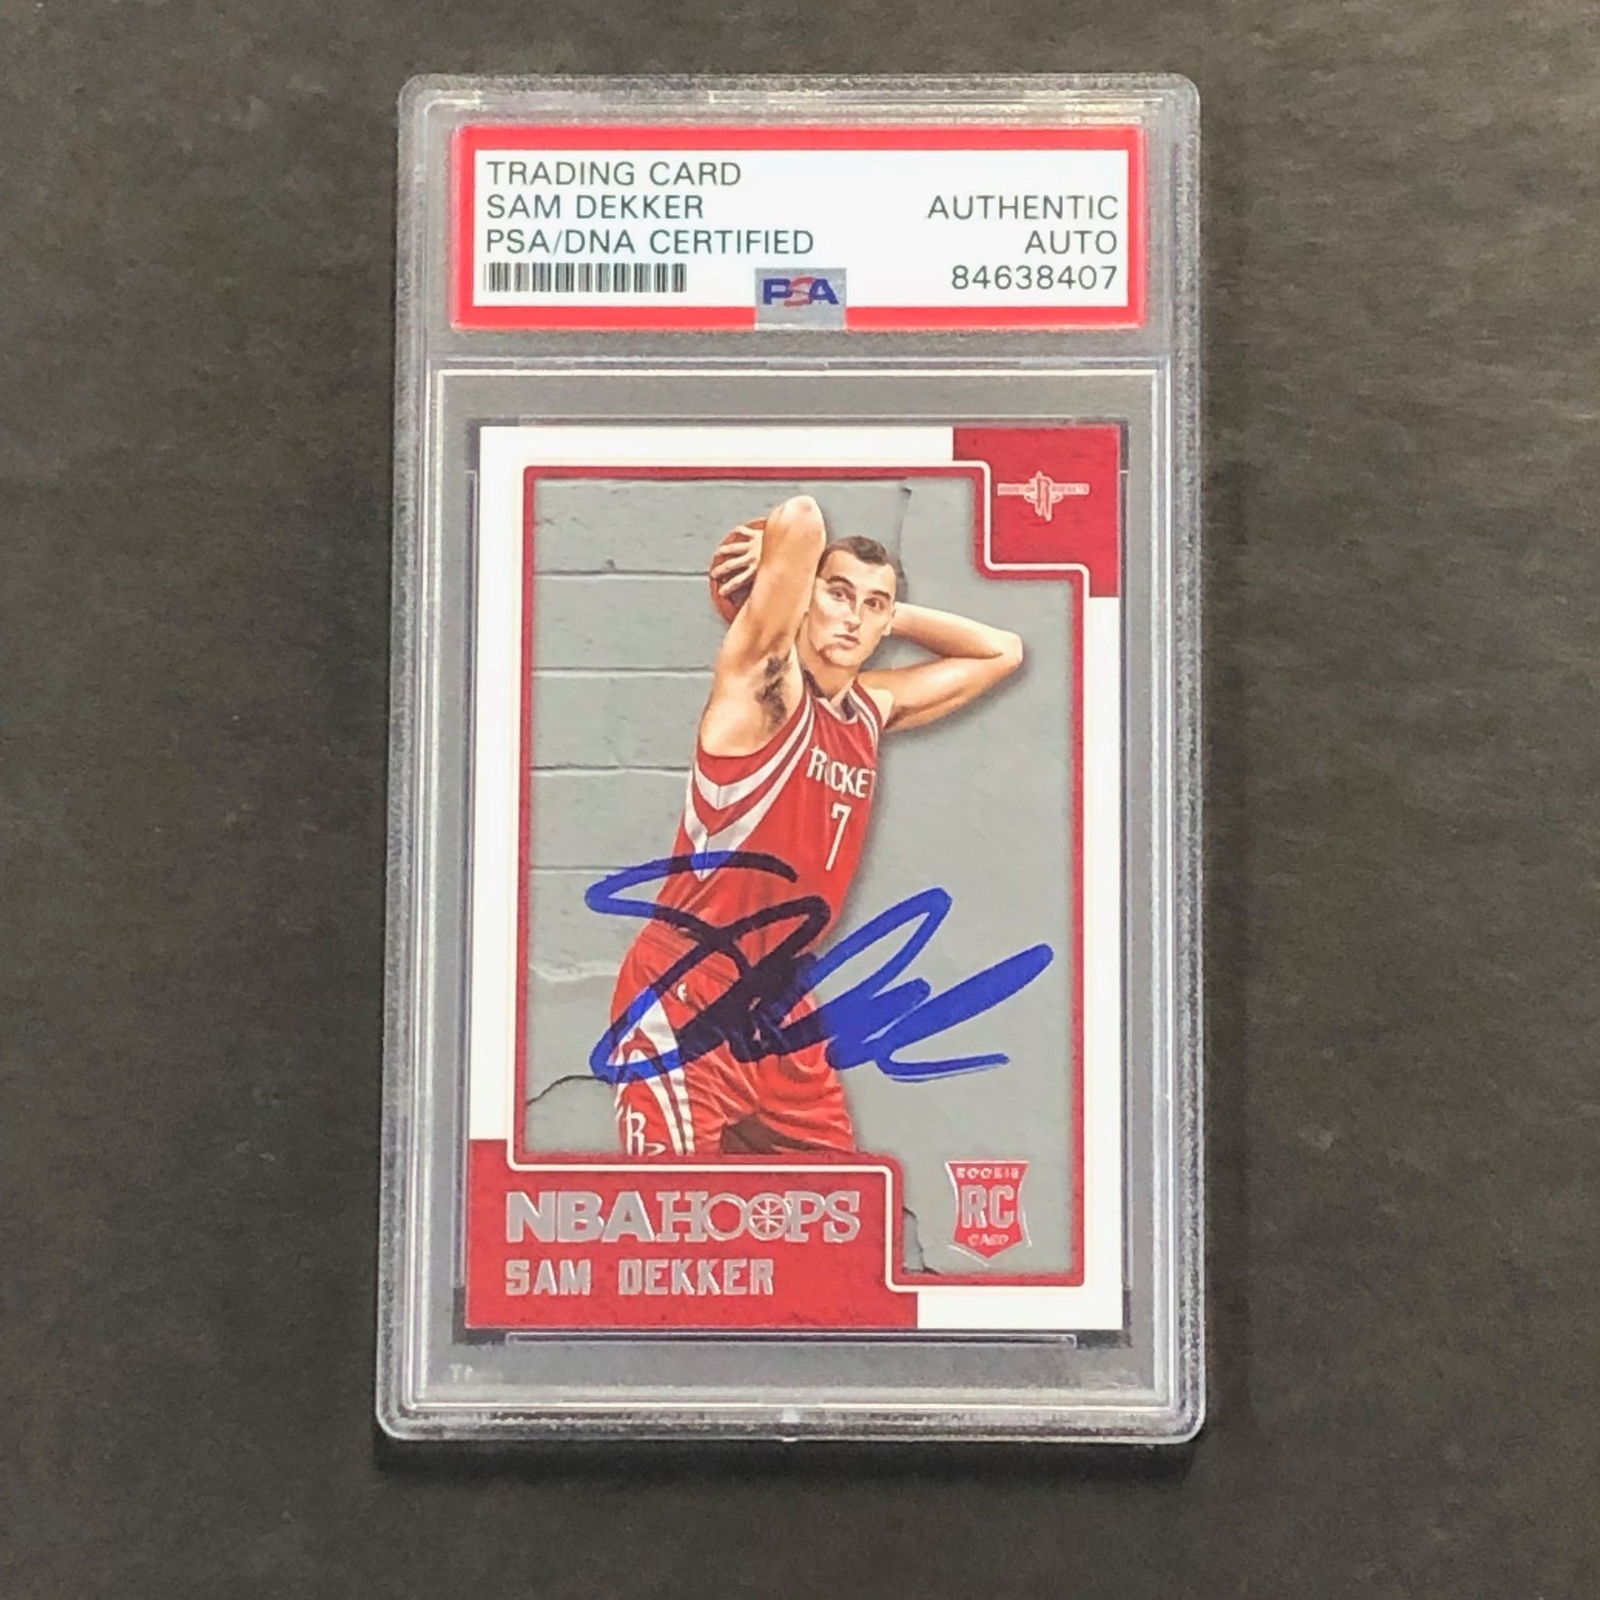 TRADING CARD
SAM DEKKER
PSA/DNA CERTIFIED
AUTHENTIC
AUTO
84638407
PSA
ROCKET
7
R
NBA HOOPS
SAM DEKKER
ROOKIE
RC
CARD